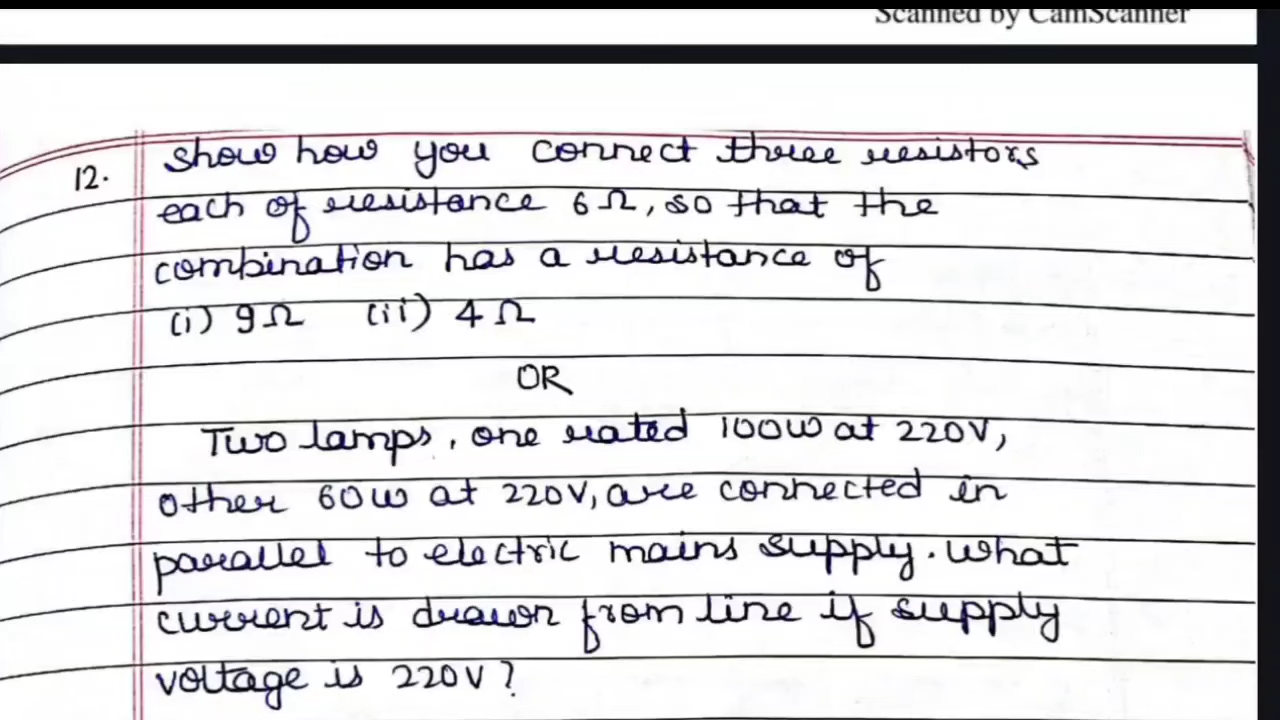 Scanned by CamScanner
12. Show how you connect three resistors
each of resistance 6Ω, so that the
combination has a resistance of
(i) 9Ω (ii) 4Ω
OR
Two lamps, one rated 100W at 220V,
other 60W at 220V, are connected in
parallel to electric mains supply. What
current is drawn from line if supply
voltage is 220V?